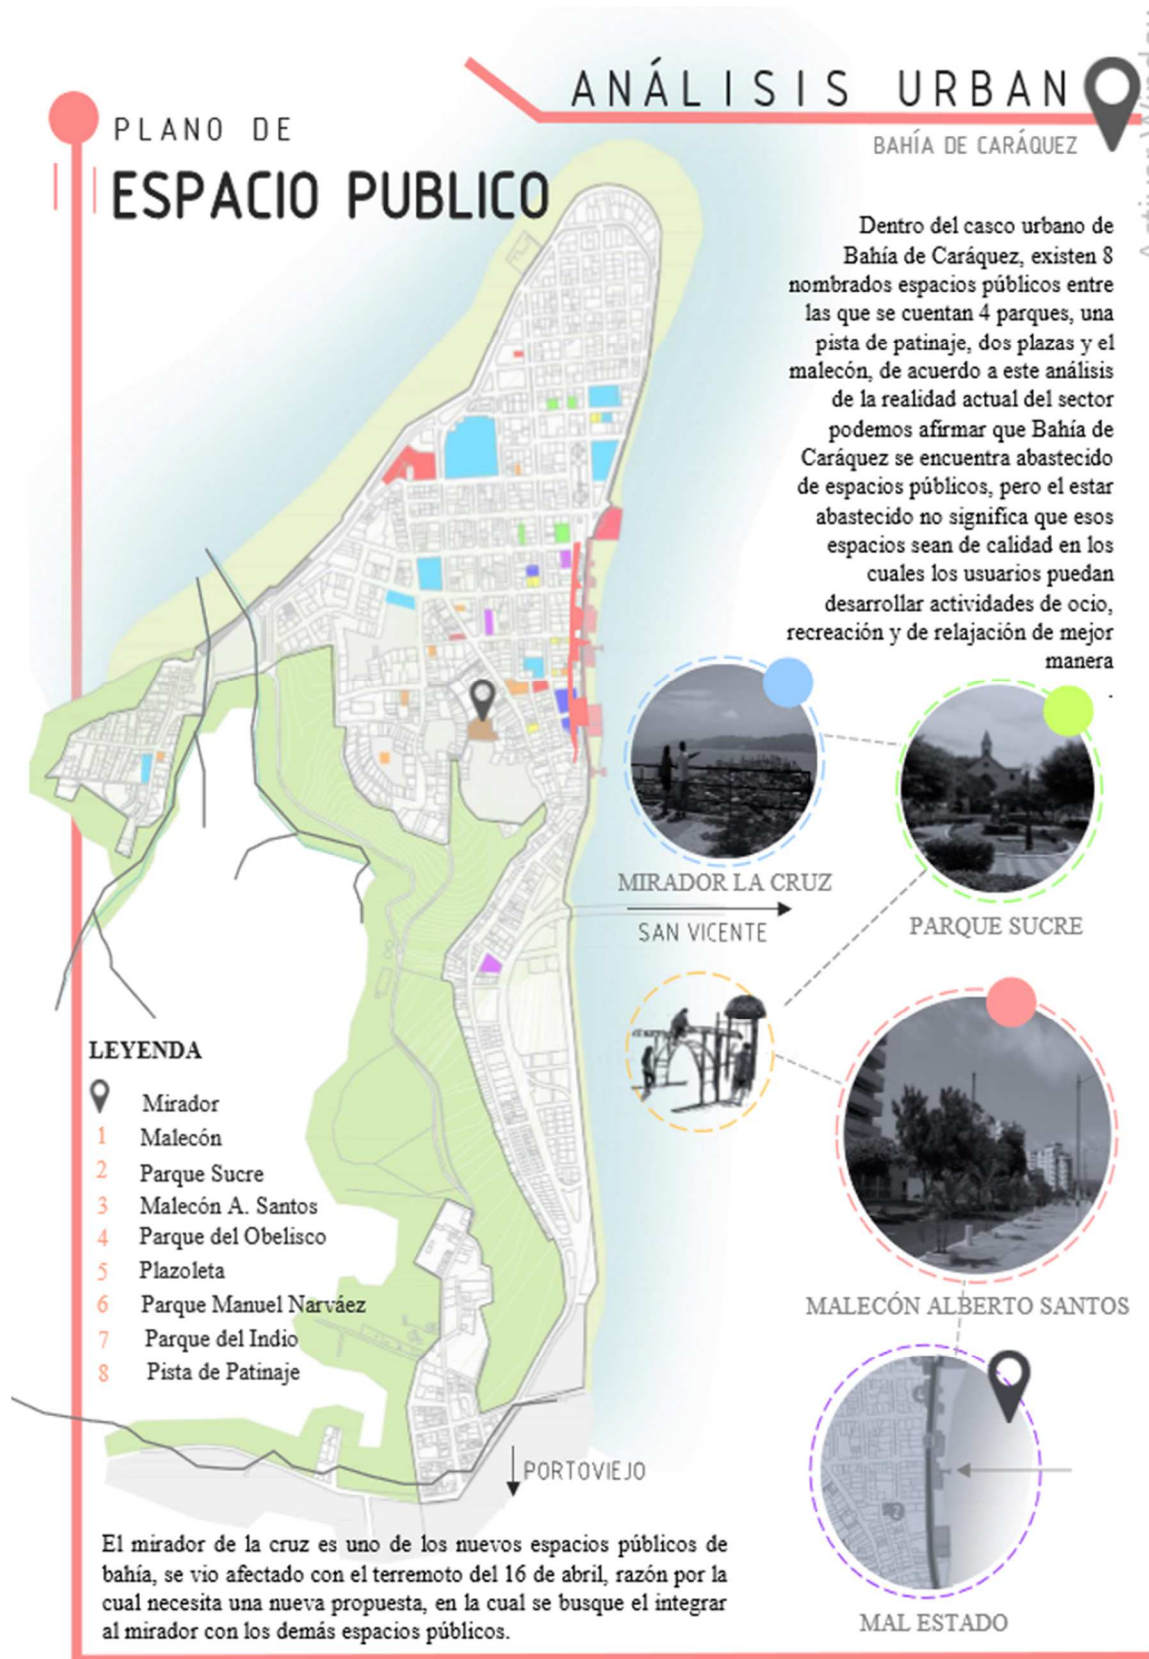 ANÁLISIS URBAN
BAHÍA DE CARÁQUEZ
PLANO DE
ESPACIO PUBLICO
Dentro del casco urbano de
Bahía de Caráquez, existen 8
nombrados espacios públicos entre
las que se cuentan 4 parques, una
pista de patinaje, dos plazas y el
malecón, de acuerdo a este análisis
de la realidad actual del sector
podemos afirmar que Bahía de
Caráquez se encuentra abastecido
de espacios públicos, pero el estar
abastecido no significa que esos
espacios sean de calidad en los
cuales los usuarios puedan
desarrollar actividades de ocio,
recreación y de relajación de mejor
manera
.
MIRADOR LA CRUZ
SAN VICENTE
PARQUE SUCRE
MALECÓN ALBERTO SANTOS
2
MAL ESTADO
LEYENDA
Mirador
1 Malecón
2 Parque Sucre
3 Malecón A. Santos
4 Parque del Obelisco
5 Plazoleta
6 Parque Manuel Narváez
7 Parque del Indio
8 Pista de Patinaje
PORTOVIEJO
El mirador de la cruz es uno de los nuevos espacios públicos de
bahía, se vio afectado con el terremoto del 16 de abril, razón por la
cual necesita una nueva propuesta, en la cual se busque el integrar
al mirador con los demás espacios públicos.